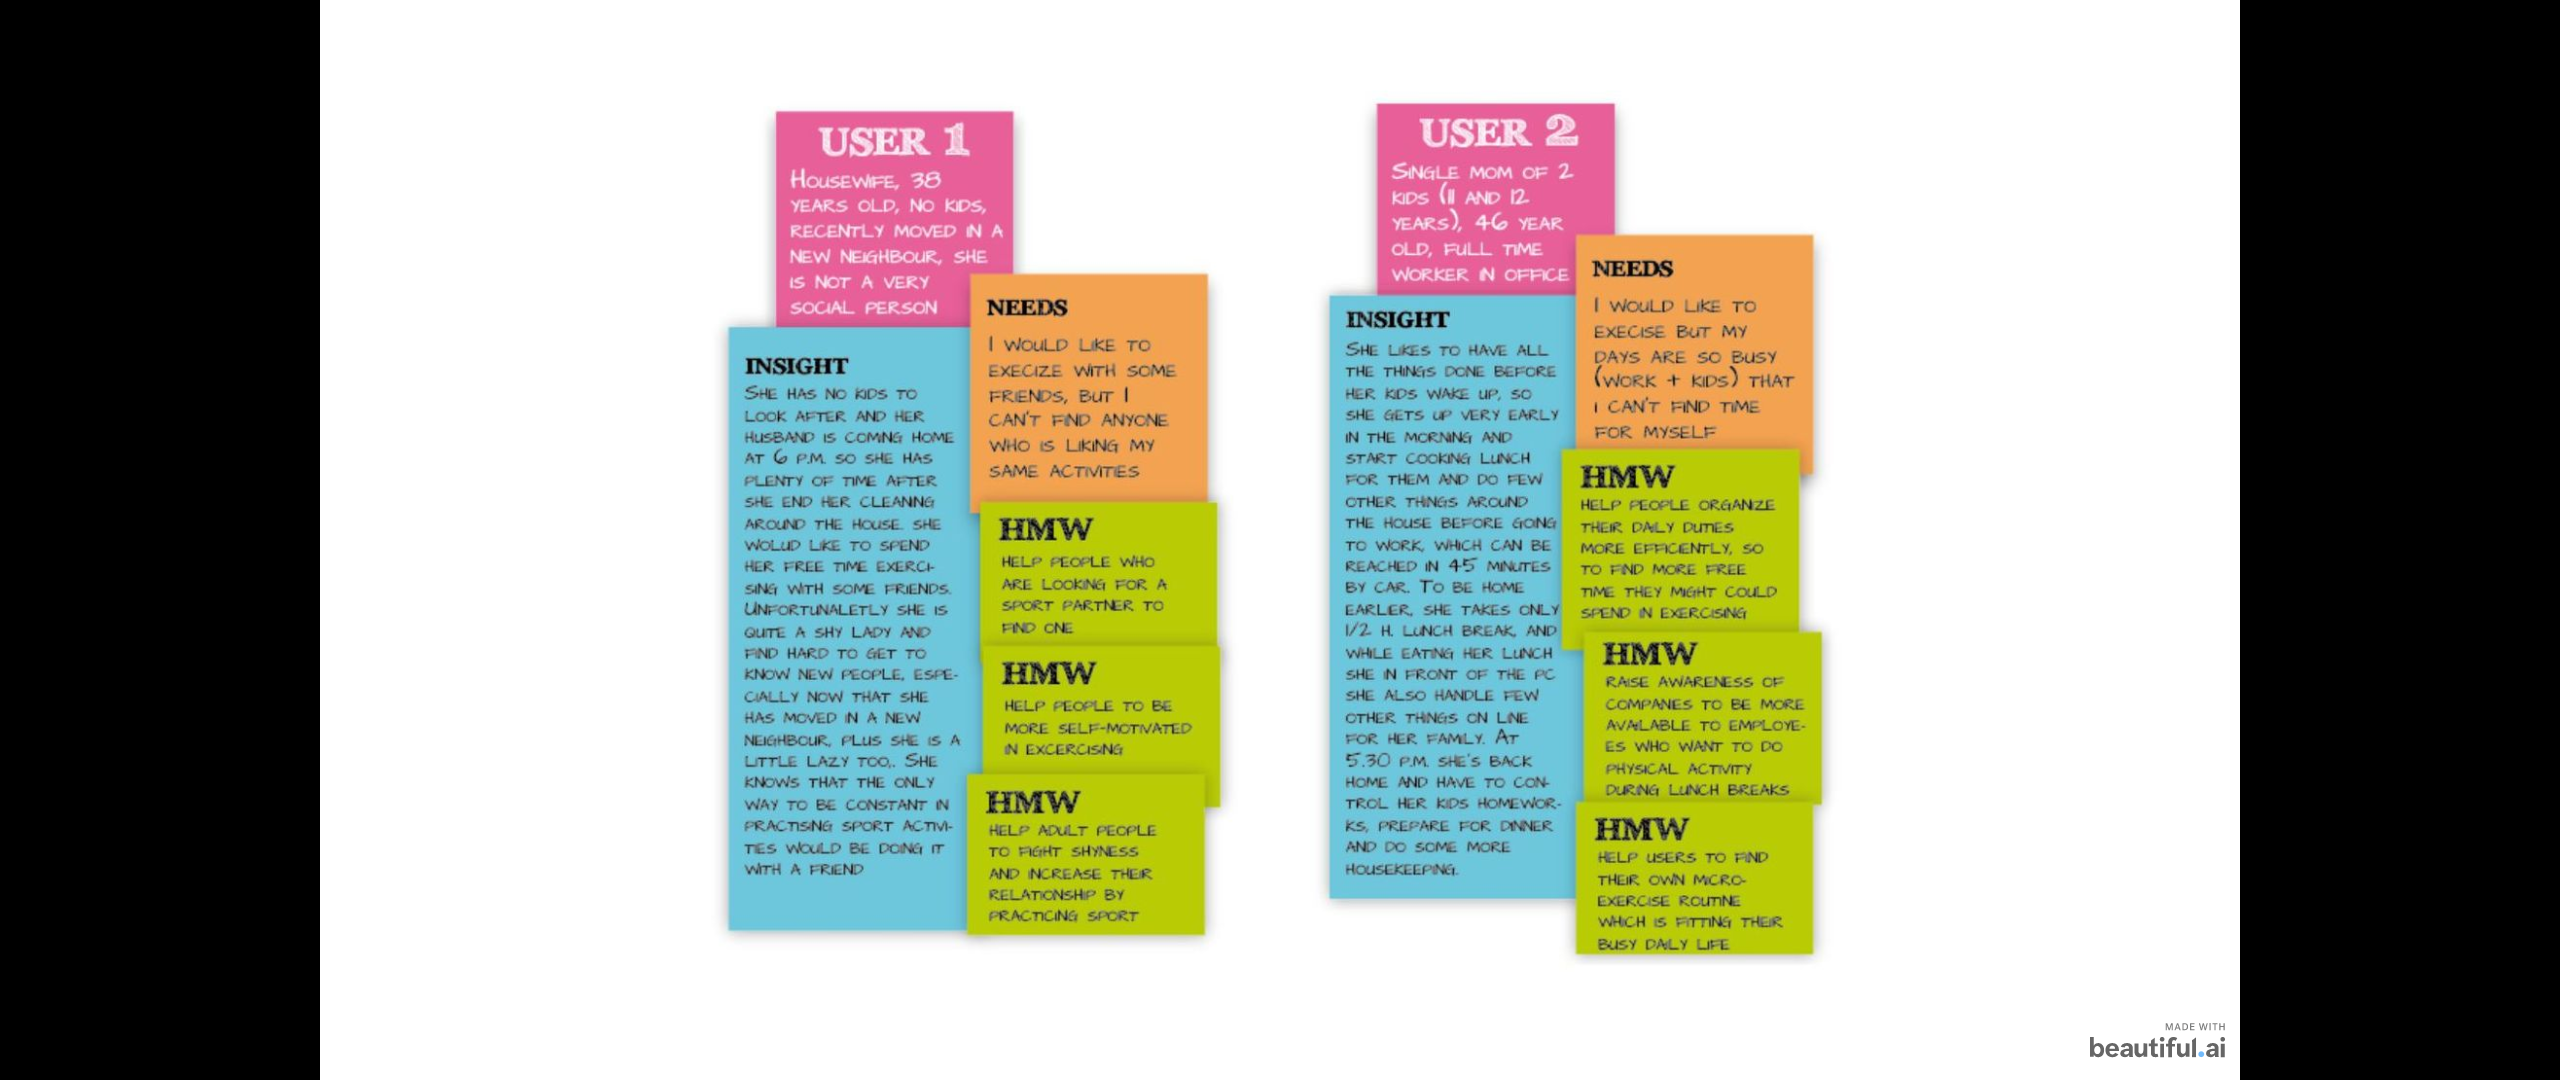 USER 1
Housewife, 38
years old, no kids,
recently moved in a
new neighbour, she
is not a very
social person
NEEDS
I would like to
execize with some
friends, but I
can't find anyone
who is liking my
same activities
INSIGHT
She has no kids to
look after and her
husband is coming home
at 6 p.m. so she has
plenty of time after
she end her cleaning
around the house. she
wolud like to spend
her free time exerci-
sing with some friends.
Unfortunaletly she is
quite a shy lady and
find hard to get to
know new people, espe-
cially now that she
has moved in a new
neighbour, plus she is a
little lazy too,. She
knows that the only
way to be constant in
practising sport activi-
ties would be doing it
with a friend
HMW
help people who
are looking for a
sport partner to
find one
HMW
help people to be
more self-motivated
in excercising
HMW
help adult people
to fight shyness
and increase their
relationship by
practicing sport
USER 2
Single mom of 2
kids (11 and 12
years), 46 year
old, full time
worker in office
NEEDS
I would like to
execise but my
days are so busy
(work + kids) that
i can't find time
for myself
INSIGHT
She likes to have all
the things done before
her kids wake up, so
she gets up very early
in the morning and
start cooking lunch
for them and do few
other things around
the house before going
to work, which can be
reached in 45 minutes
by car. To be home
earlier, she takes only
1/2 h. lunch break, and
while eating her lunch
she in front of the pc
she also handle few
other things on line
for her family. At
5.30 p.m. she's back
home and have to con-
trol her kids homewor-
ks, prepare for dinner
and do some more
housekeeping.
HMW
help people organize
their daily duties
more efficently, so
to find more free
time they might could
spend in exercising
HMW
raise awareness of
companies to be more
available to employe-
es who want to do
physical activity
during lunch breaks
HMW
help users to find
their own micro-
exercise routine
which is fitting their
busy daily life
MADE WITH
beautiful.ai